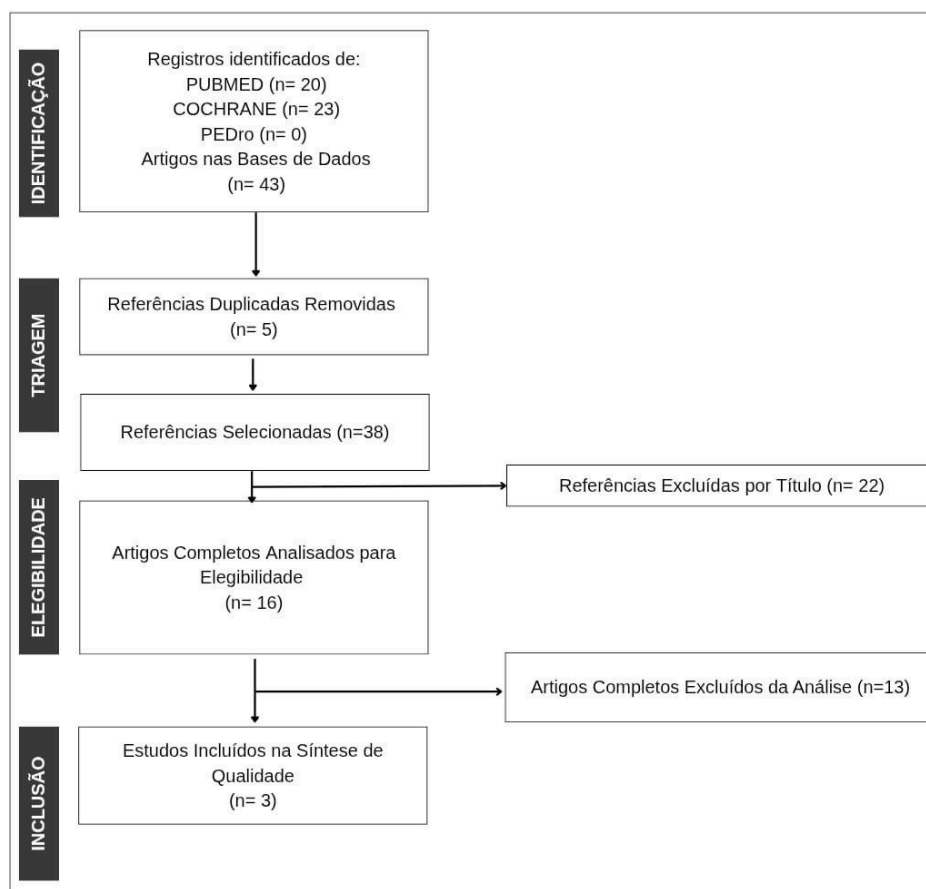 IDENTIFICAÇÃO
Registros identificados de:
PUBMED (n= 20)
COCHRANE (n= 23)
PEDro (n= 0)
Artigos nas Bases de Dados
(n= 43)
TRIAGEM
Referências Duplicadas Removidas
(n= 5)
Referências Selecionadas (n=38)
Referências Excluídas por Título (n= 22)
ELEGIBILIDADE
Artigos Completos Analisados para
Elegibilidade
(n= 16)
Artigos Completos Excluídos da Análise (n=13)
INCLUSÃO
Estudos Incluídos na Síntese de
Qualidade
(n= 3)